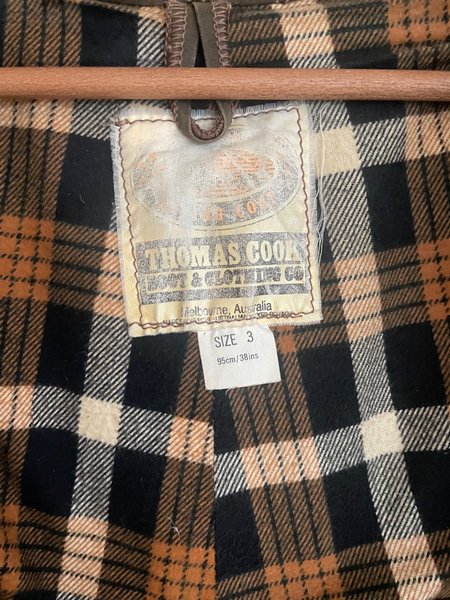 THOMAS COOK
BOOT & CLOTHING CO
Melbourne, Australia
SIZE 3
95cm/38ins